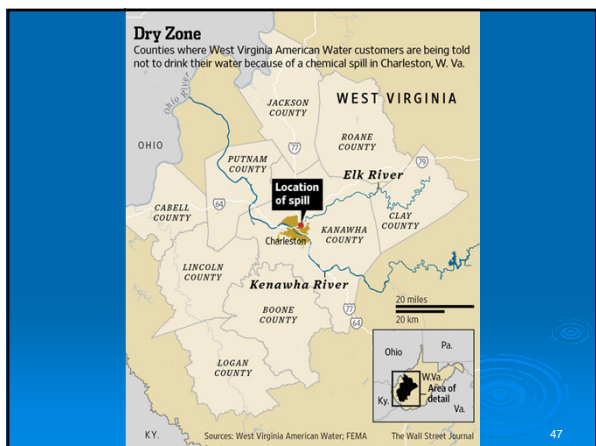 Dry Zone
Counties where West Virginia American Water customers are being told
not to drink their water because of a chemical spill in Charleston, W. Va.
Ohio River
JACKSON
COUNTY
WEST VIRGINIA
ROANE
COUNTY
OHIO
77
79
PUTNAM
COUNTY
Elk River
Location
of spill
CABELL
COUNTY
64
CLAY
COUNTY
KANAWHA
COUNTY
Charleston
LINCOLN
COUNTY
Kenawha River
BOONE
COUNTY
77
64
20 miles
20 km
LOGAN
COUNTY
Ohio
Pa.
W.Va.
Area of
detail
Ky.
Va.
KY.
Sources: West Virginia American Water; FEMA
The Wall Street Journal
47